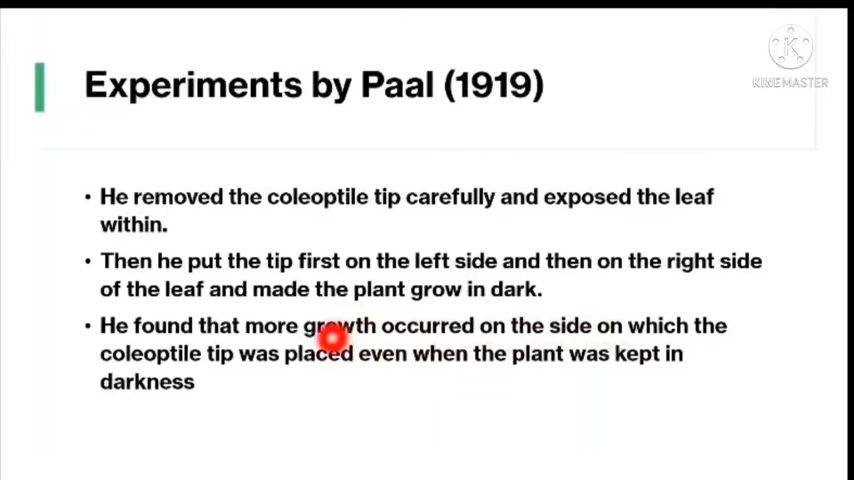 KINEMASTER
Experiments by Paal (1919)
• He removed the coleoptile tip carefully and exposed the leaf
within.
• Then he put the tip first on the left side and then on the right side
of the leaf and made the plant grow in dark.
• He found that more growth occurred on the side on which the
coleoptile tip was placed even when the plant was kept in
darkness